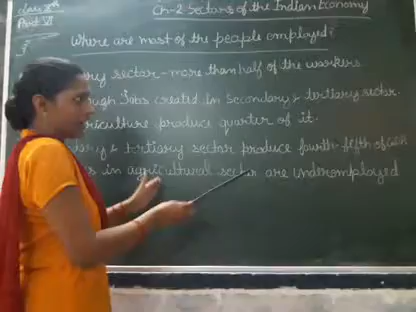 class Xth
Ch-2 Sectors of the Indian Economy
Part VI
Where are most of the people employed?
sector - more than half of the workers.
Jobs created in Secondary & tertiary sector.
produce quarter of it.
& tertiary sector produce fourth-fifth of
in agricultural sector are underemployed